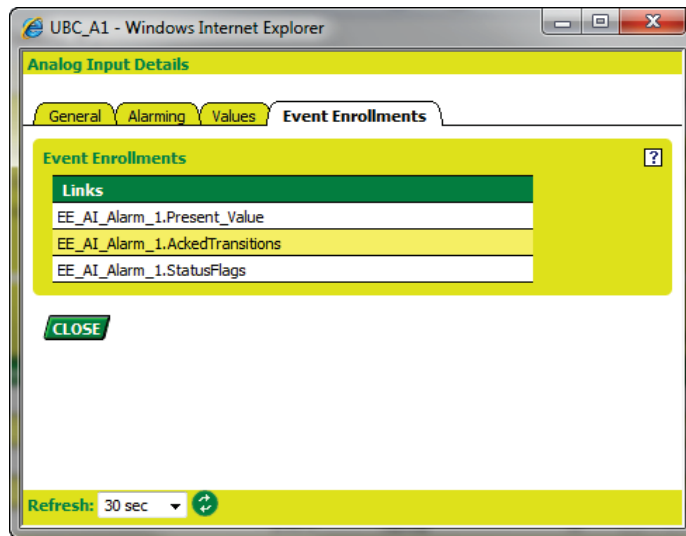 UBC_A1 - Windows Internet Explorer
Analog Input Details
General Alarming Values Event Enrollments
Event Enrollments ?
Links
EE_AI_Alarm_1.Present_Value
EE_AI_Alarm_1.AckedTransitions
EE_AI_Alarm_1.StatusFlags
CLOSE
Refresh: 30 sec